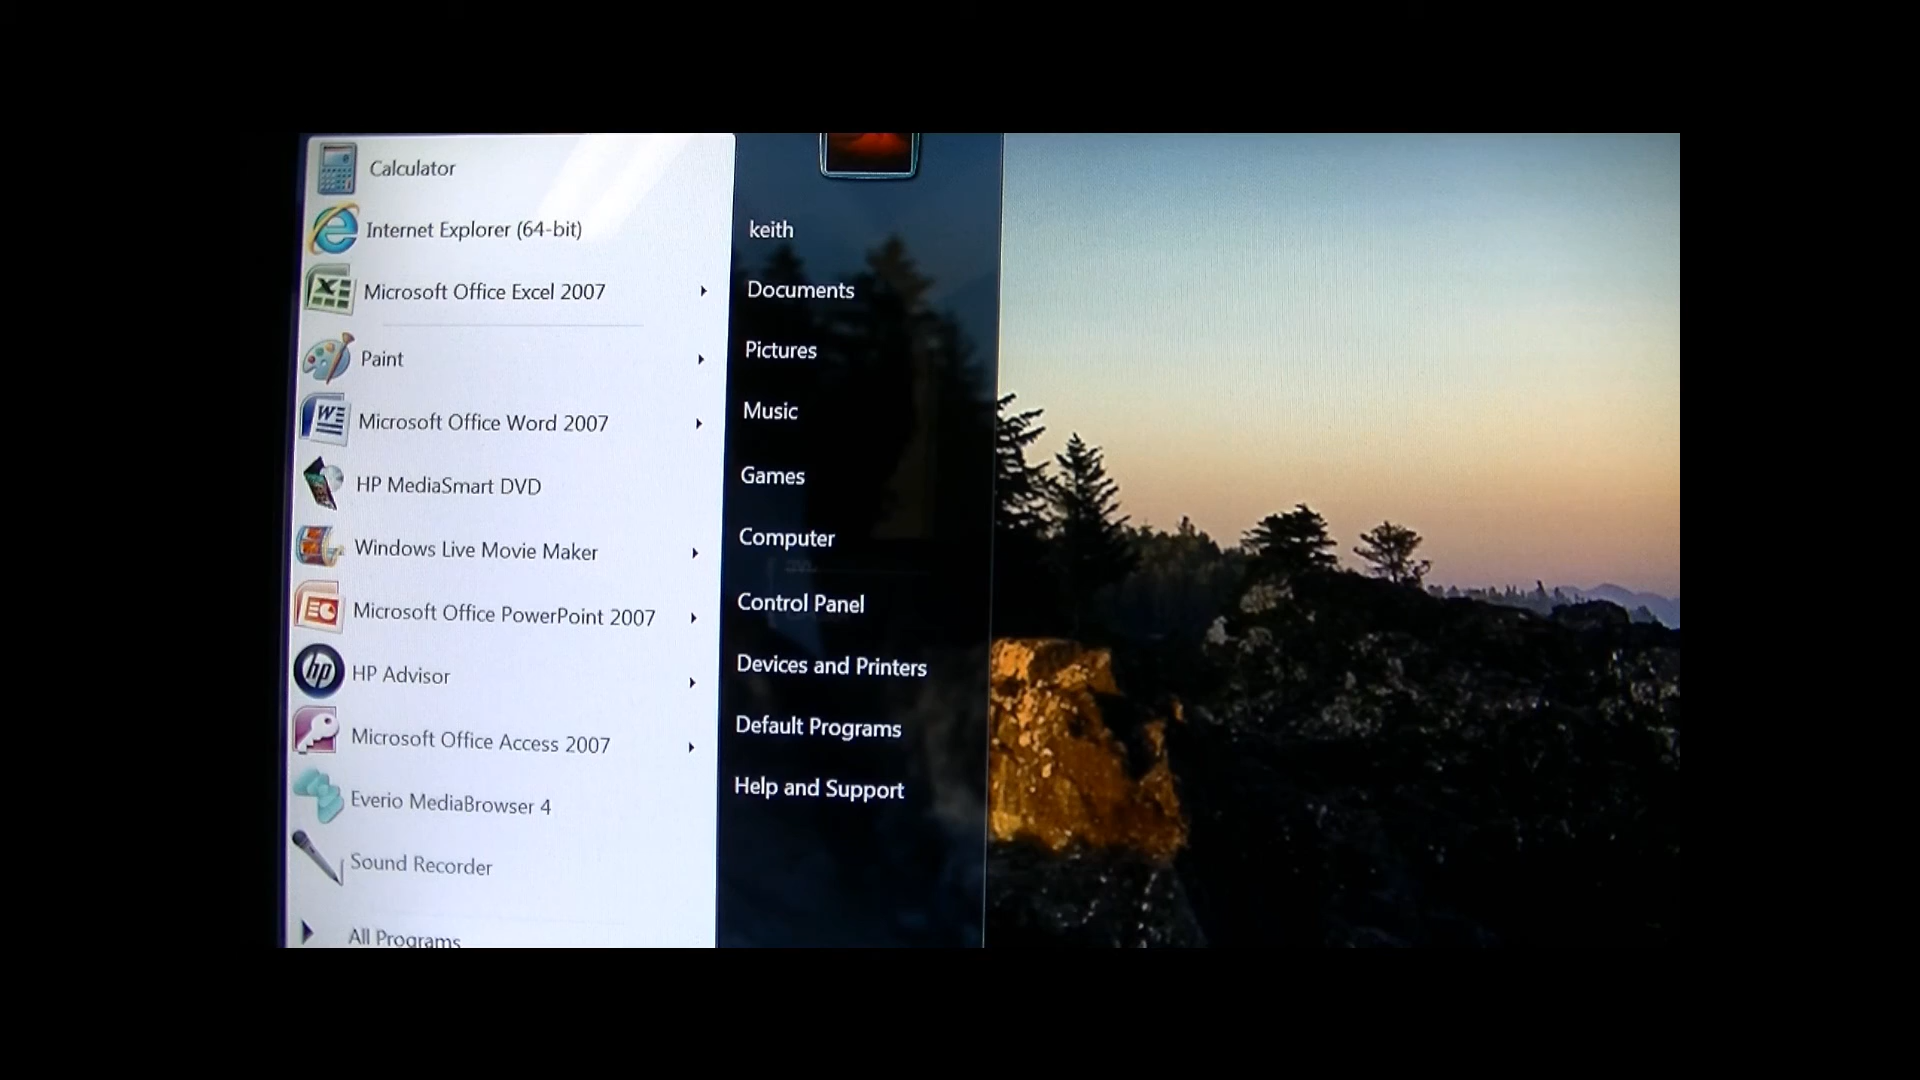 Calculator
Internet Explorer (64-bit)
Microsoft Office Excel 2007
Paint
Microsoft Office Word 2007
HP MediaSmart DVD
Windows Live Movie Maker
Microsoft Office PowerPoint 2007
hp HP Advisor
Microsoft Office Access 2007
Everio MediaBrowser 4
Sound Recorder
All Programs
keith
Documents
Pictures
Music
Games
Computer
Control Panel
Devices and Printers
Default Programs
Help and Support